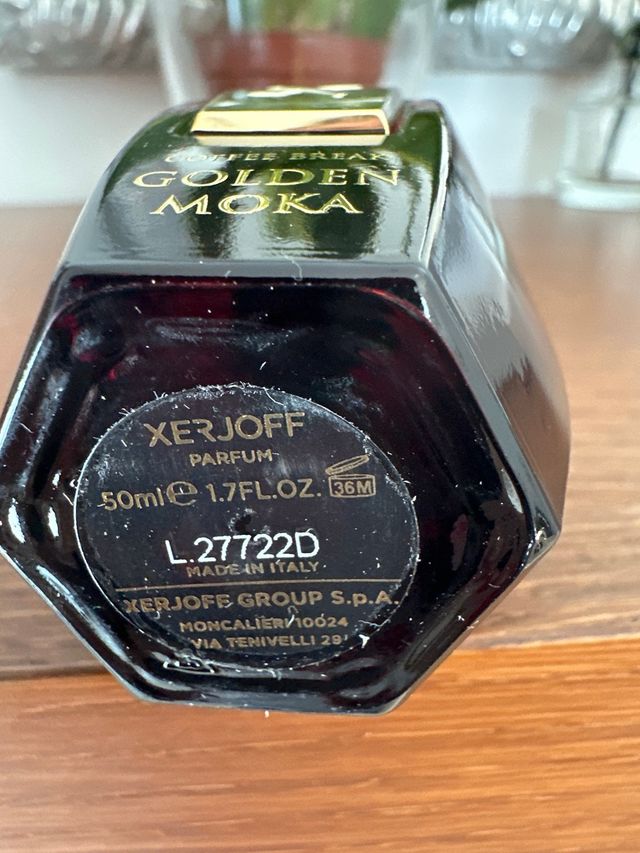 COFFEE BREAK
GOLDEN
MOKA
XERJOFF
PARFUM
50ml ℮ 1.7FL.OZ. 36M
L.27722D
MADE IN ITALY
XERJOFF GROUP S.p.A.
MONCALIERI 10024
VIA TENIVELLI 29